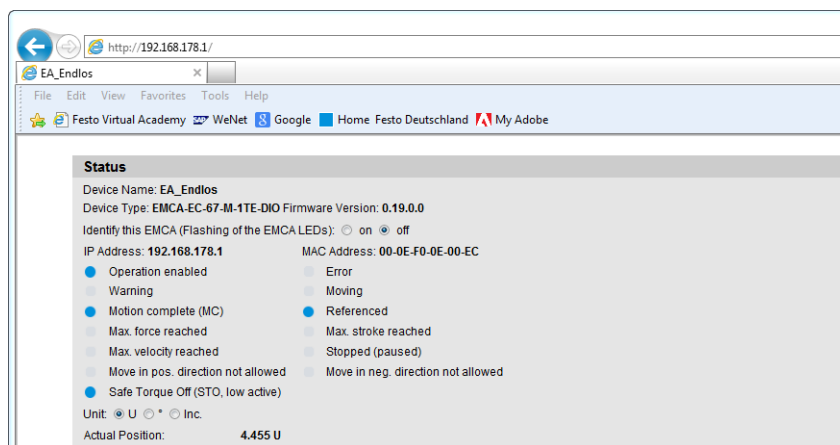 http://192.168.178.1/
EA_Endlos
File Edit View Favorites Tools Help
Festo Virtual Academy WeNet Google Home Festo Deutschland My Adobe
Status
Device Name: EA_Endlos
Device Type: EMCA-EC-67-M-1TE-DIO Firmware Version: 0.19.0.0
Identify this EMCA (Flashing of the EMCA LEDs): on off
IP Address: 192.168.178.1 MAC Address: 00-0E-F0-0E-00-EC
Operation enabled Error
Warning Moving
Motion complete (MC) Referenced
Max. force reached Max. stroke reached
Max. velocity reached Stopped (paused)
Move in pos. direction not allowed Move in neg. direction not allowed
Safe Torque Off (STO, low active)
Unit: U ° Inc.
Actual Position: 4.455 U